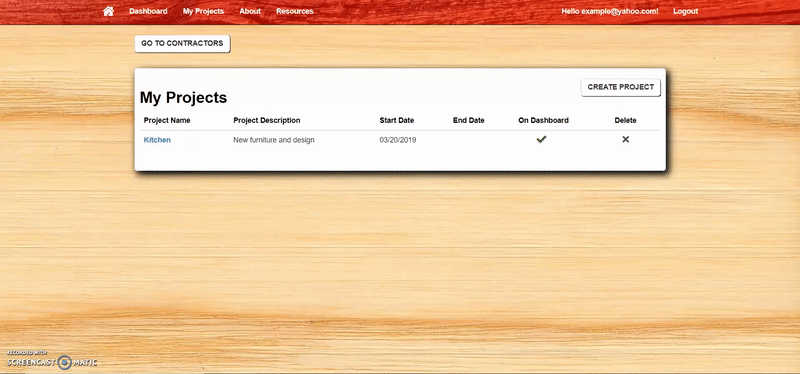 Dashboard My Projects About Resources Hello example@yahoo.com! Logout
GO TO CONTRACTORS
CREATE PROJECT
My Projects
Project Name Project Description Start Date End Date On Dashboard Delete
Kitchen New furniture and design 03/20/2019
RECORDED WITH
SCREENCAST MATIC